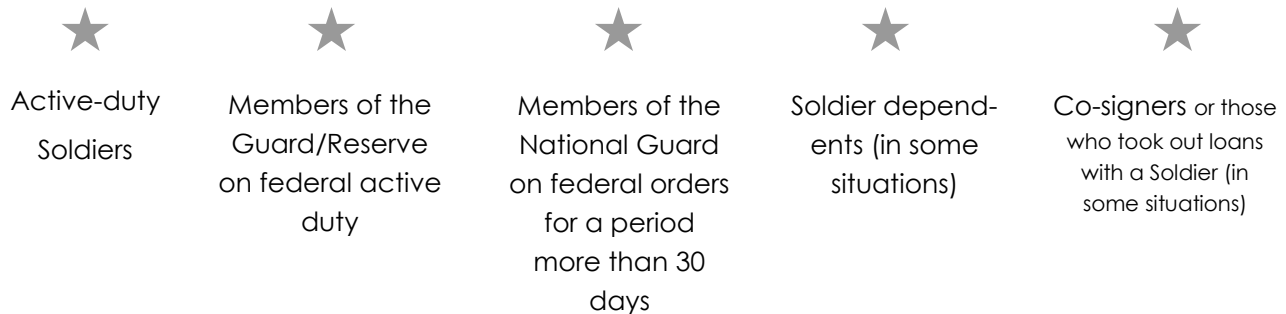 Active-duty
Soldiers
Members of the
Guard/Reserve
on federal active
duty
Members of the
National Guard
on federal orders
for a period
more than 30
days
Soldier depend-
ents (in some
situations)
Co-signers or those
who took out loans
with a Soldier (in
some situations)